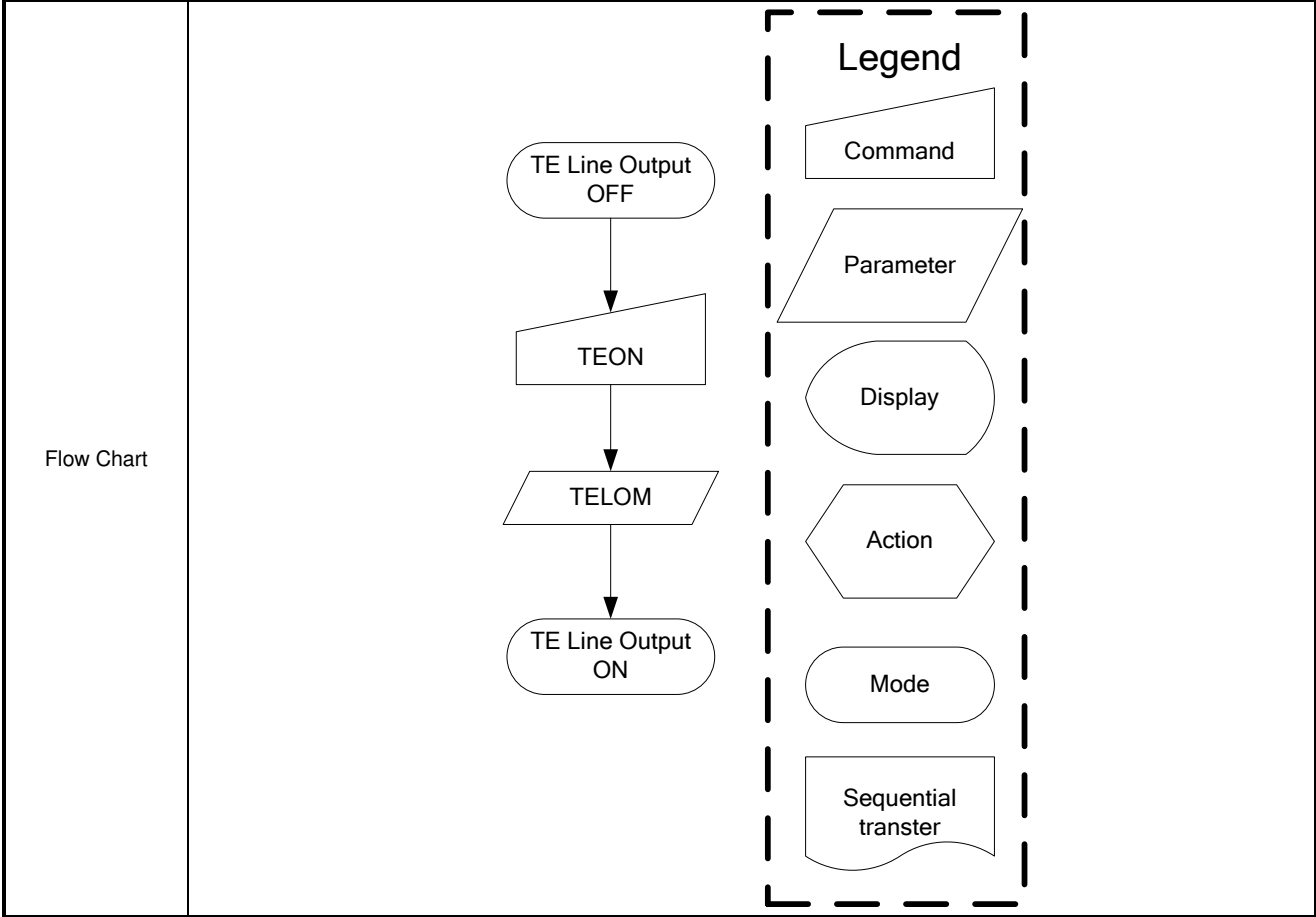 Flow Chart
TE Line Output
OFF
TEON
TELOM
TE Line Output
ON
Legend
Command
Parameter
Display
Action
Mode
Sequential
transter